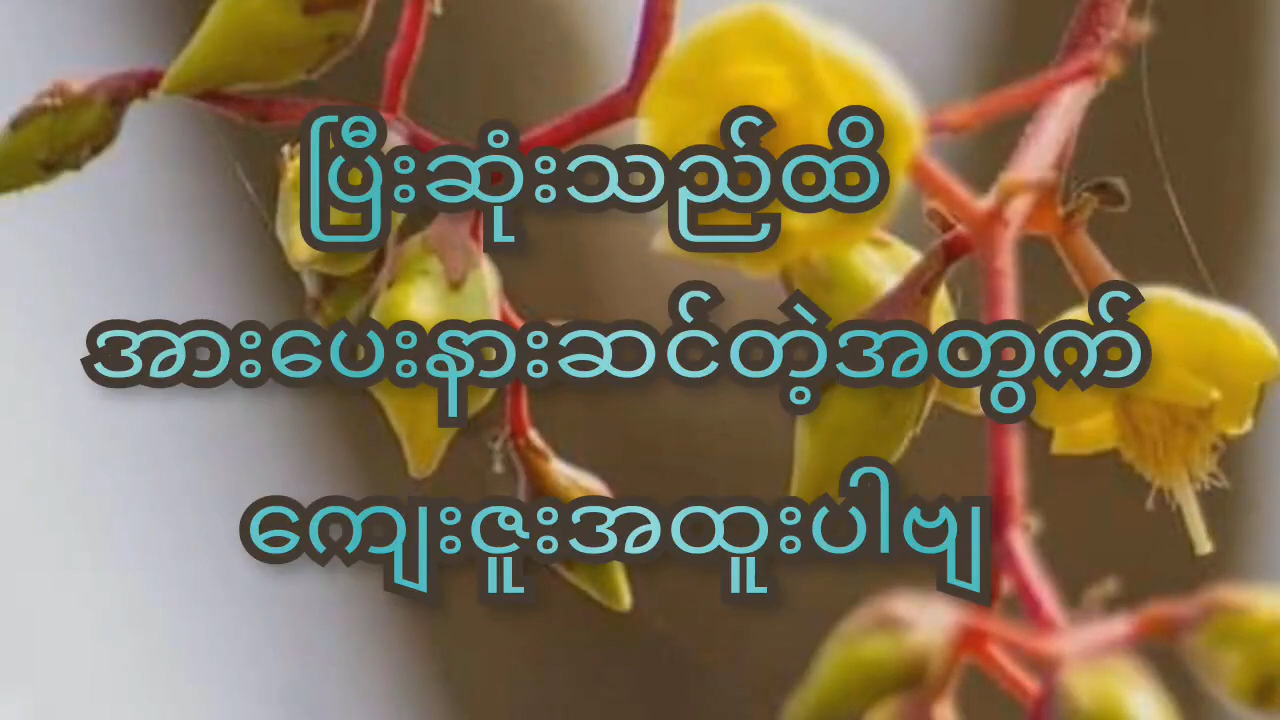 ပြီးဆုံးသည်ထိ
အားပေးနားဆင်တဲ့အတွက်
ကျေးဇူးအထူးပါဗျ